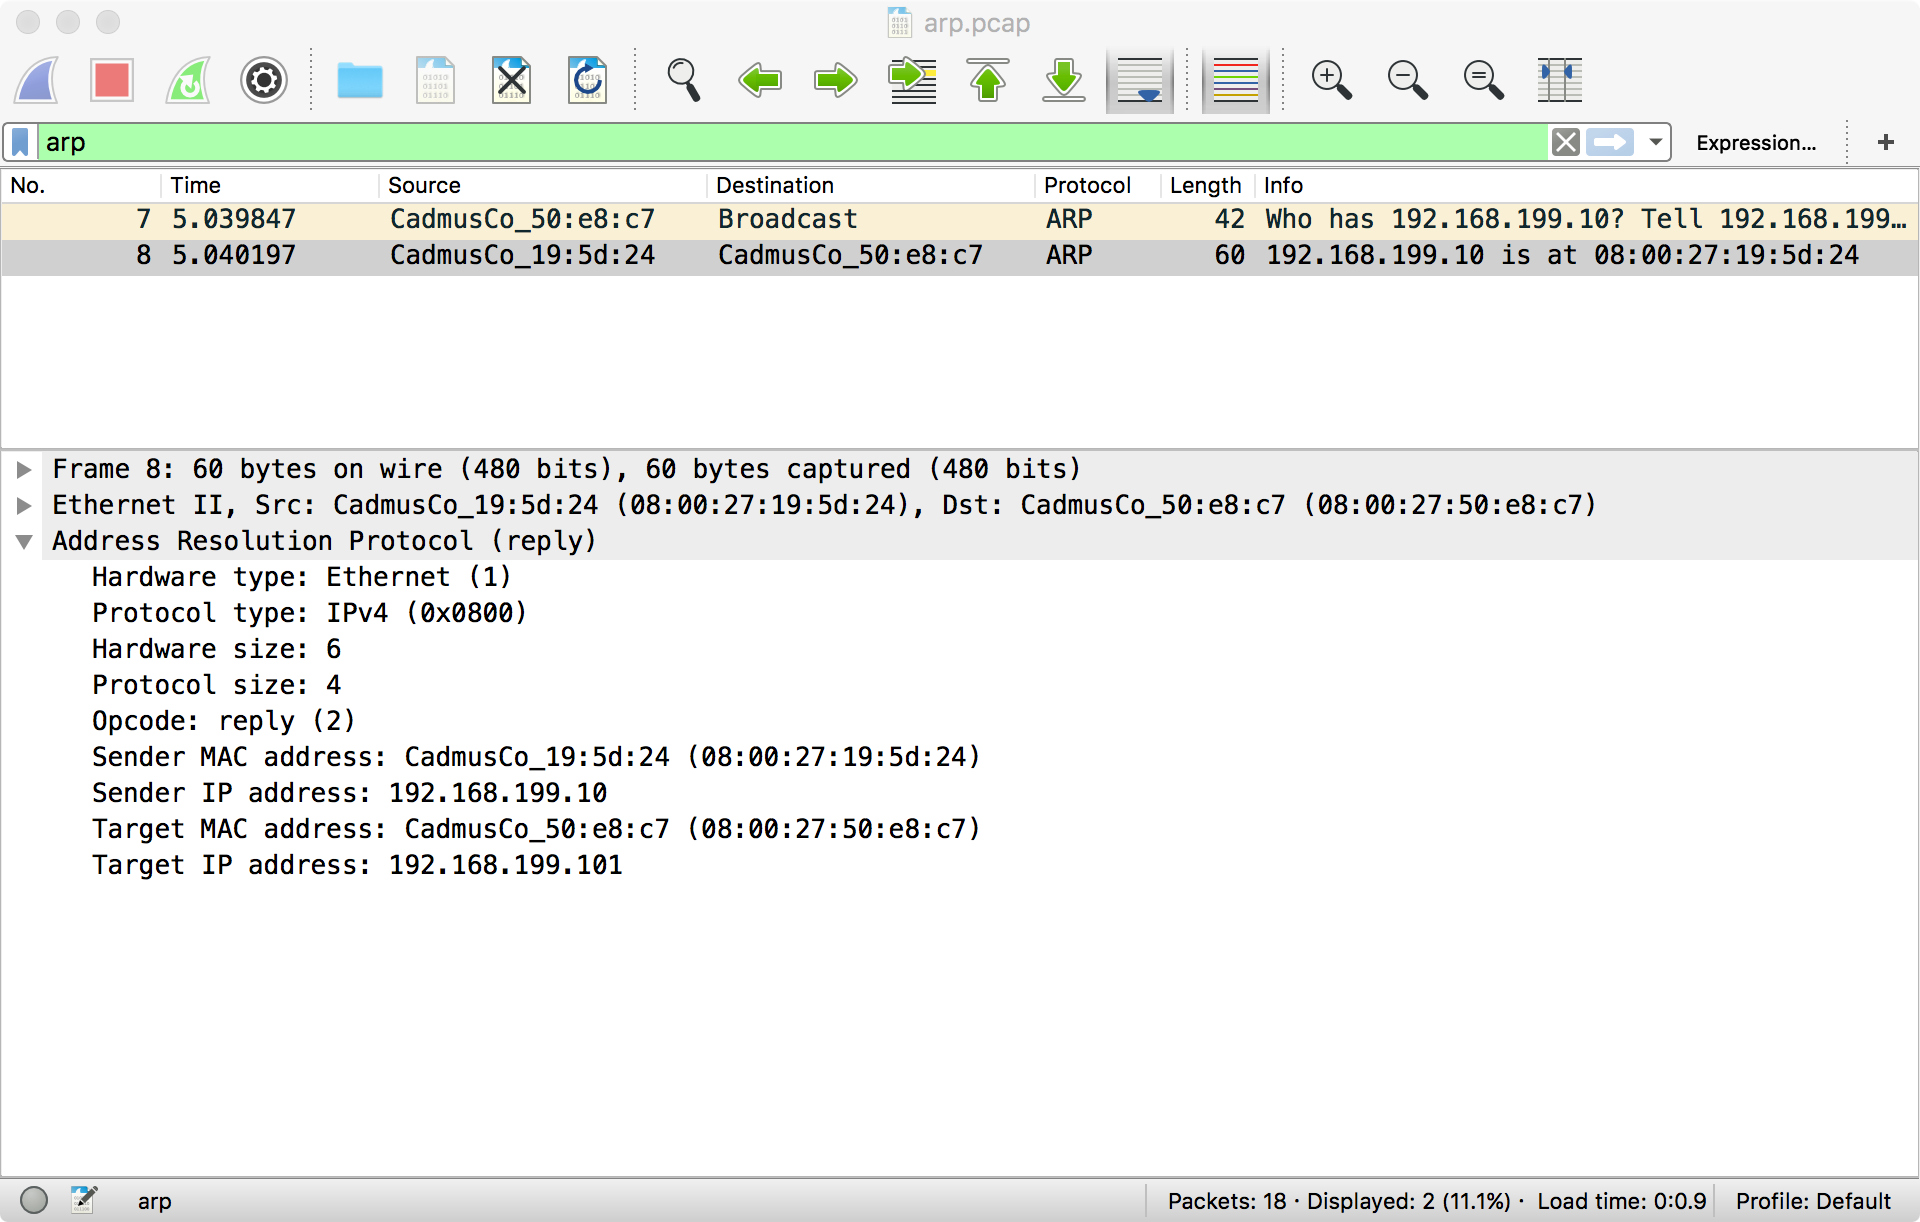 arp.pcap
arp
Expression...
+
No. Time Source Destination Protocol Length Info
7 5.039847 CadmusCo_50:e8:c7 Broadcast ARP 42 Who has 192.168.199.10? Tell 192.168.199…
8 5.040197 CadmusCo_19:5d:24 CadmusCo_50:e8:c7 ARP 60 192.168.199.10 is at 08:00:27:19:5d:24
Frame 8: 60 bytes on wire (480 bits), 60 bytes captured (480 bits)
Ethernet II, Src: CadmusCo_19:5d:24 (08:00:27:19:5d:24), Dst: CadmusCo_50:e8:c7 (08:00:27:50:e8:c7)
Address Resolution Protocol (reply)
Hardware type: Ethernet (1)
Protocol type: IPv4 (0x0800)
Hardware size: 6
Protocol size: 4
Opcode: reply (2)
Sender MAC address: CadmusCo_19:5d:24 (08:00:27:19:5d:24)
Sender IP address: 192.168.199.10
Target MAC address: CadmusCo_50:e8:c7 (08:00:27:50:e8:c7)
Target IP address: 192.168.199.101
arp
Packets: 18 · Displayed: 2 (11.1%) · Load time: 0:0.9
Profile: Default